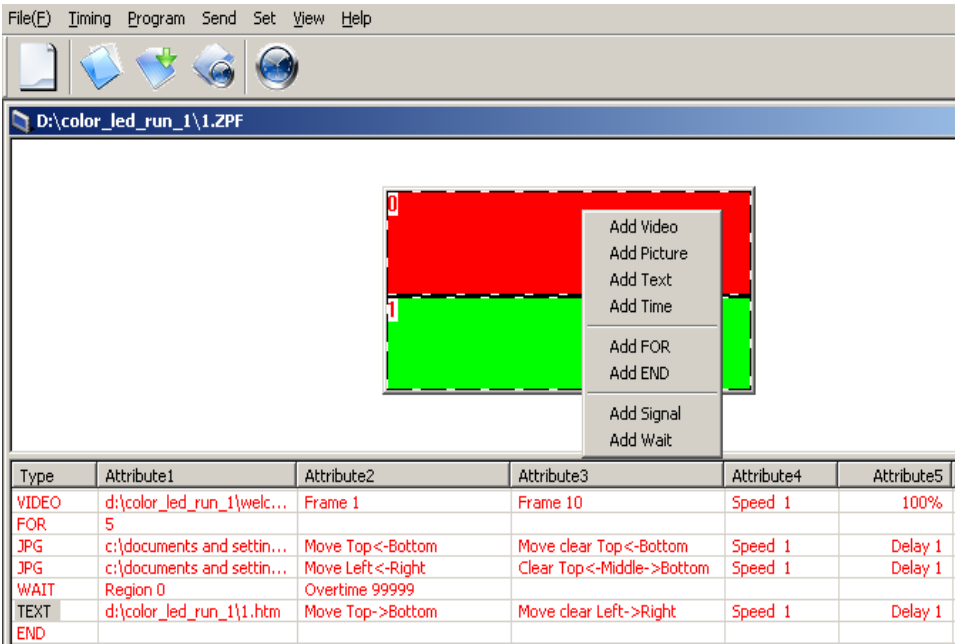 File(F) Timing Program Send Set View Help
D:\color_led_run_1\1.ZPF
0
1
Add Video
Add Picture
Add Text
Add Time
Add FOR
Add END
Add Signal
Add Wait
Type Attribute1 Attribute2 Attribute3 Attribute4 Attribute5
VIDEO d:\color_led_run_1\welc... Frame 1 Frame 10 Speed 1 100%
FOR 5
JPG c:\documents and settin... Move Top<-Bottom Move clear Top<-Bottom Speed 1 Delay 1
JPG c:\documents and settin... Move Left<-Right Clear Top<-Middle->Bottom Speed 1 Delay 1
WAIT Region 0 Overtime 99999
TEXT d:\color_led_run_1\1.htm Move Top->Bottom Move clear Left->Right Speed 1 Delay 1
END